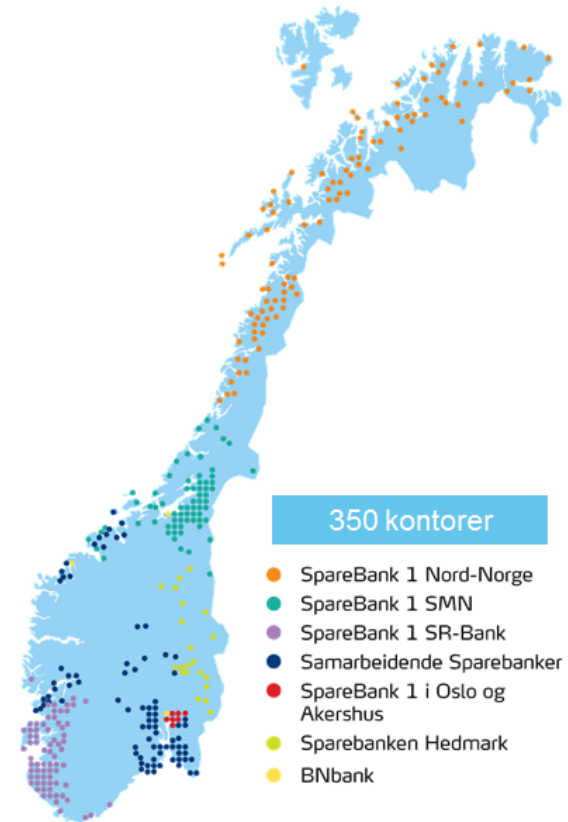 350 kontorer
SpareBank 1 Nord-Norge
SpareBank 1 SMN
SpareBank 1 SR-Bank
Samarbeidende Sparebanker
SpareBank 1 i Oslo og
Akershus
Sparebanken Hedmark
BNbank